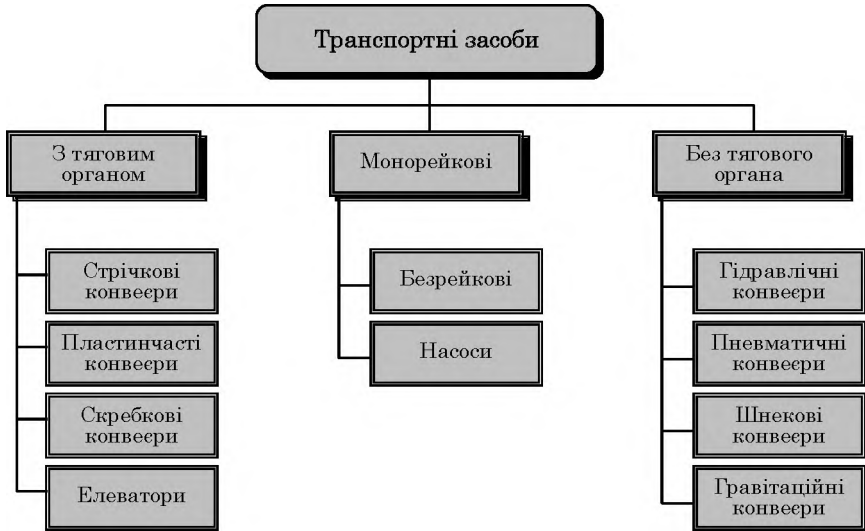 Транспортні засоби
З тяговим
органом
Монорейкові
Без тягового
органа
Стрічкові
конвеєри
Пластинчасті
конвеєри
Скребкові
конвеєри
Елеватори
Безрейкові
Насоси
Гідравлічні
конвеєри
Пневматичні
конвеєри
Шнекові
конвеєри
Гравітаційні
конвеєри